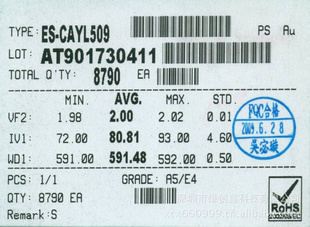 TYPE: ES-CAYL509 PS Au
LOT: AT901730411
TOTAL Q'TY: 8790 EA
MIN. AVG. MAX. STD.
VF2: 1.98 2.00 2.02 0.01
IV1: 72.00 80.81 93.00 4.60
WD1: 591.00 591.48 592.00 0.50
FQC合格
2009.6.28
PCS: 1/1 GRADE: A5/E4
QTY: 8790 EA
Remark:S
RoHS